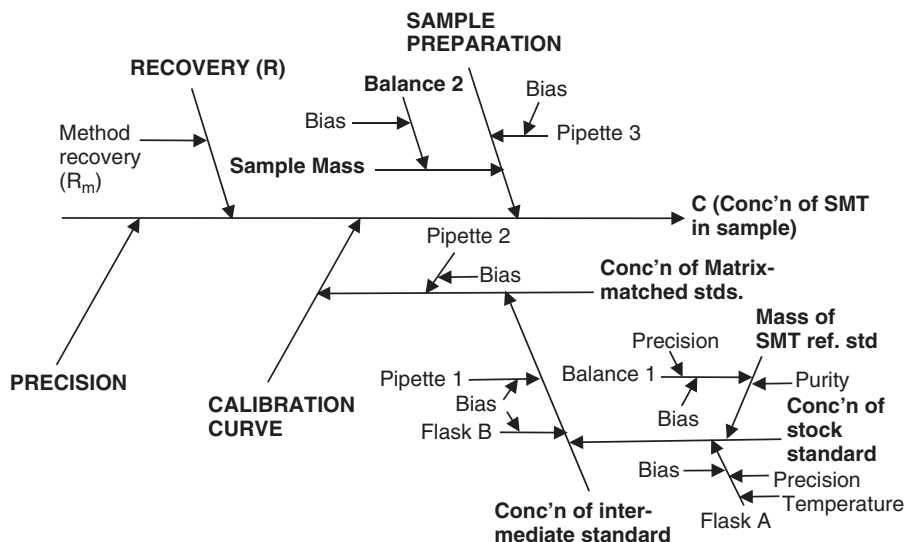 SAMPLE
PREPARATION
RECOVERY (R)
Balance 2
Bias
Bias
Pipette 3
Method
recovery
(Rm)
Sample Mass
C (Conc'n of SMT
in sample)
Pipette 2
Bias
Conc'n of Matrix-
matched stds.
PRECISION
CALIBRATION
CURVE
Pipette 1
Bias
Flask B
Precision
Balance 1
Bias
Mass of
SMT ref. std
Purity
Conc'n of
stock
standard
Bias
Precision
Temperature
Flask A
Conc'n of inter-
mediate standard